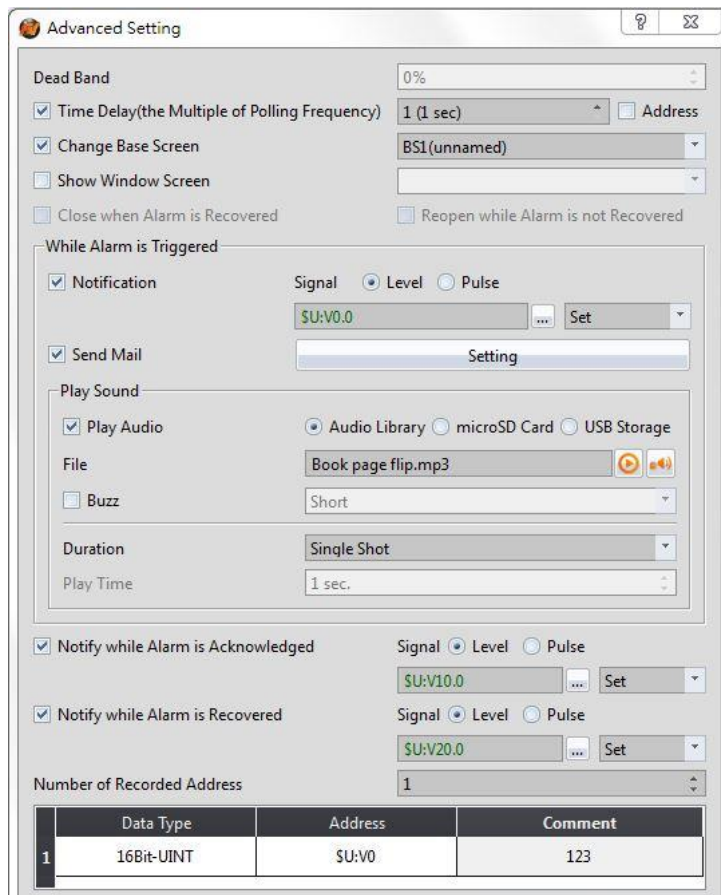 Advanced Setting
Dead Band 0%
Time Delay(the Multiple of Polling Frequency) 1 (1 sec) Address
Change Base Screen BS1(unnamed)
Show Window Screen
Close when Alarm is Recovered Reopen while Alarm is not Recovered
While Alarm is Triggered
Notification Signal Level Pulse
$U:V0.0 ... Set
Send Mail Setting
Play Sound
Play Audio Audio Library microSD Card USB Storage
File Book page flip.mp3
Buzz Short
Duration Single Shot
Play Time 1 sec.
Notify while Alarm is Acknowledged Signal Level Pulse
$U:V10.0 ... Set
Notify while Alarm is Recovered Signal Level Pulse
$U:V20.0 ... Set
Number of Recorded Address 1
Data Type Address Comment
1 16Bit-UINT $U:V0 123